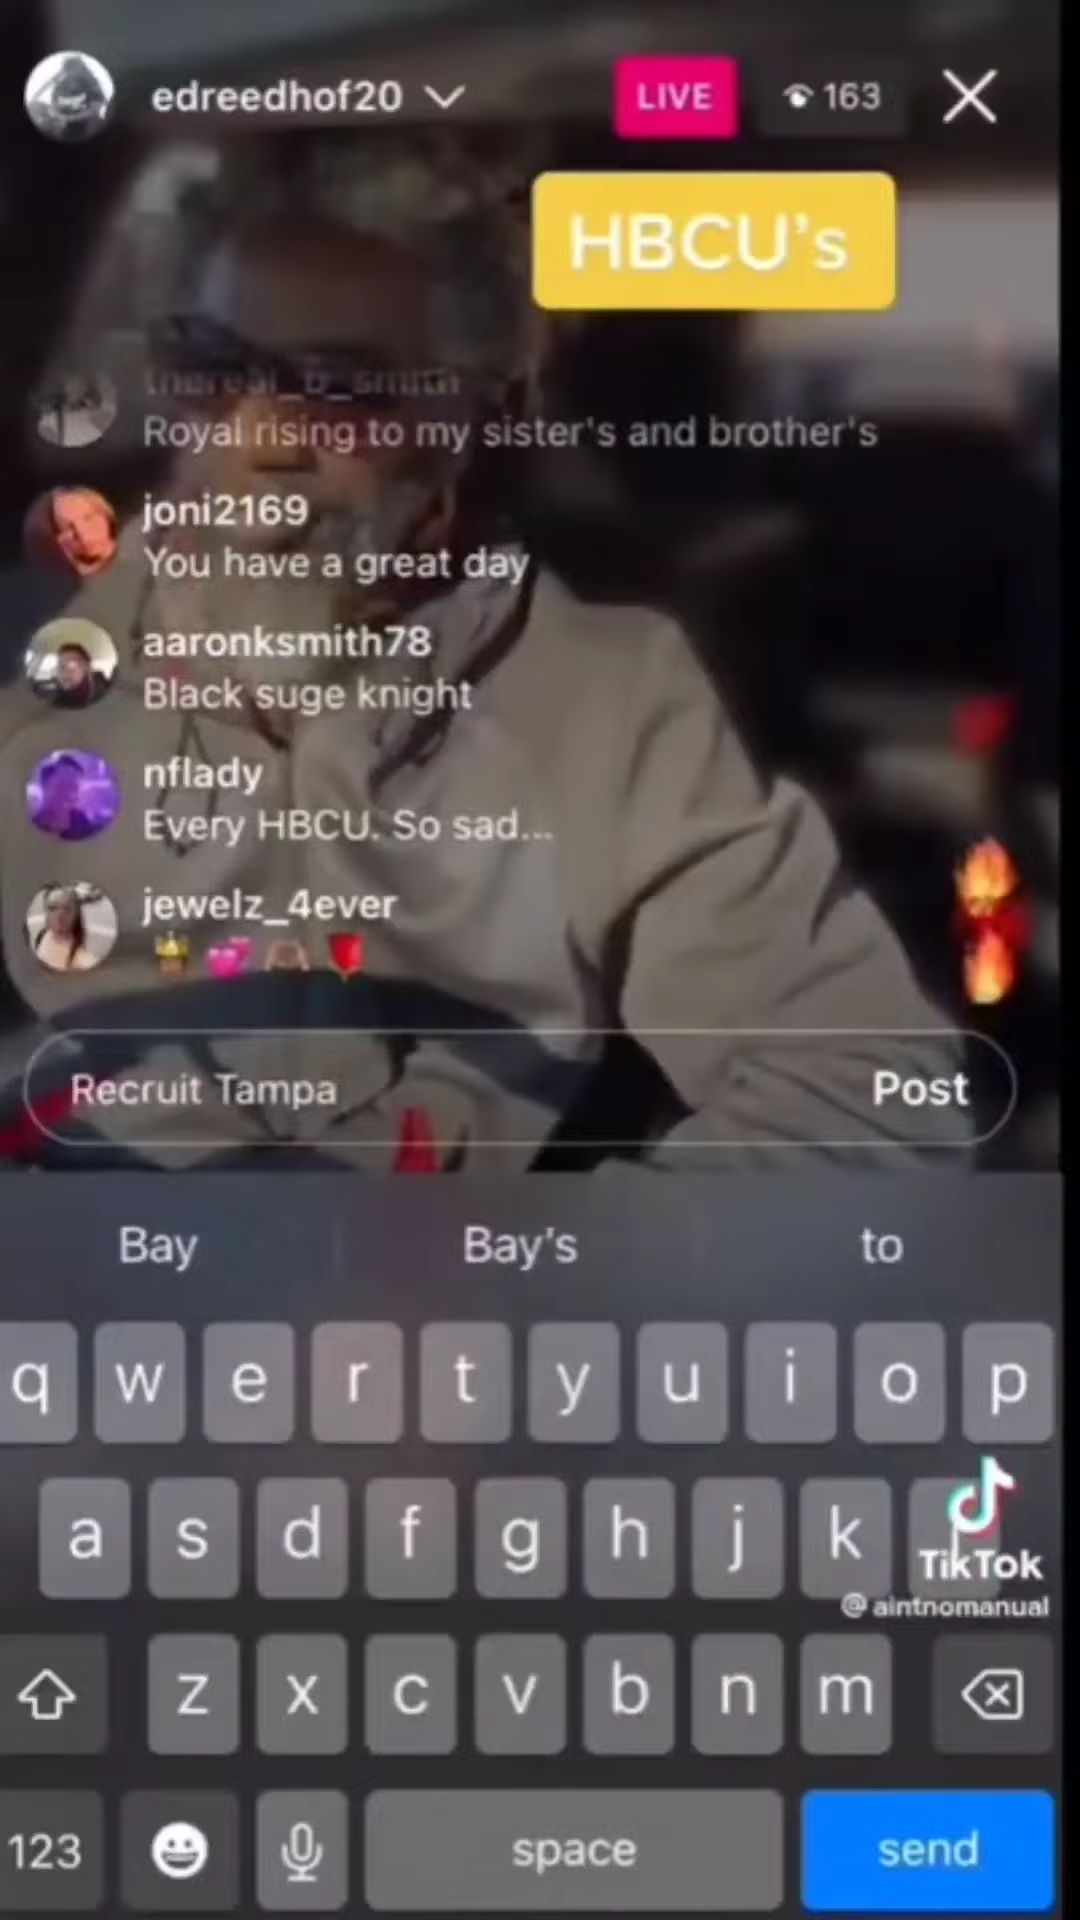 edreedhof20
LIVE
163
HBCU's
thereal_b_smith
Royal rising to my sister's and brother's
joni2169
You have a great day
aaronksmith78
Black suge knight
nflady
Every HBCU. So sad...
jewelz_4ever
Recruit Tampa
Post
Bay
Bay's
to
q w e r t y u i o p
a s d f g h j k
TikTok
@aintnomanual
z x c v b n m
123
space
send